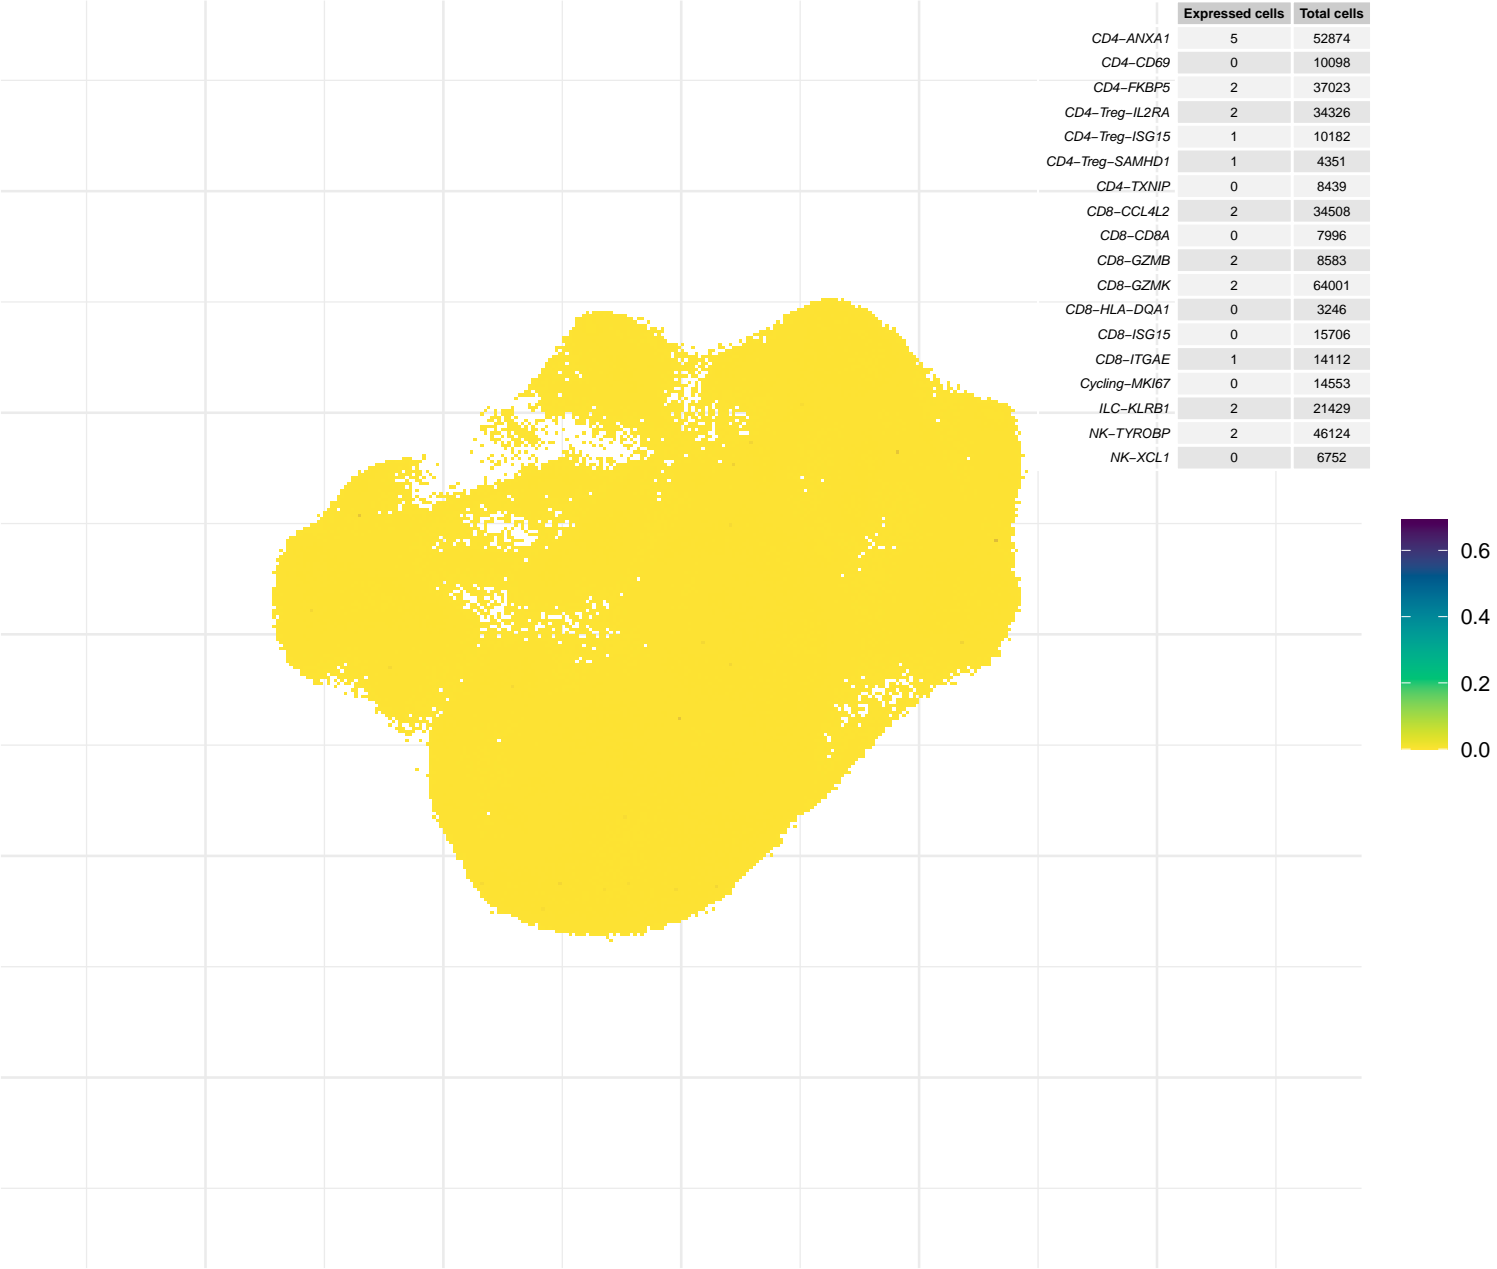 Expressed cells Total cells
CD4−ANXA1 5 52874
CD4−CD69 0 10098
CD4−FKBP5 2 37023
CD4−Treg−IL2RA 2 34326
CD4−Treg−ISG15 1 10182
CD4−Treg−SAMHD1 1 4351
CD4−TXNIP 0 8439
CD8−CCL4L2 2 34508
CD8−CD8A 0 7996
CD8−GZMB 2 8583
CD8−GZMK 2 64001
CD8−HLA−DQA1 0 3246
CD8−ISG15 0 15706
CD8−ITGAE 1 14112
Cycling−MKI67 0 14553
ILC−KLRB1 2 21429
NK−TYROBP 2 46124
NK−XCL1 0 6752
0.6
0.4
0.2
0.0